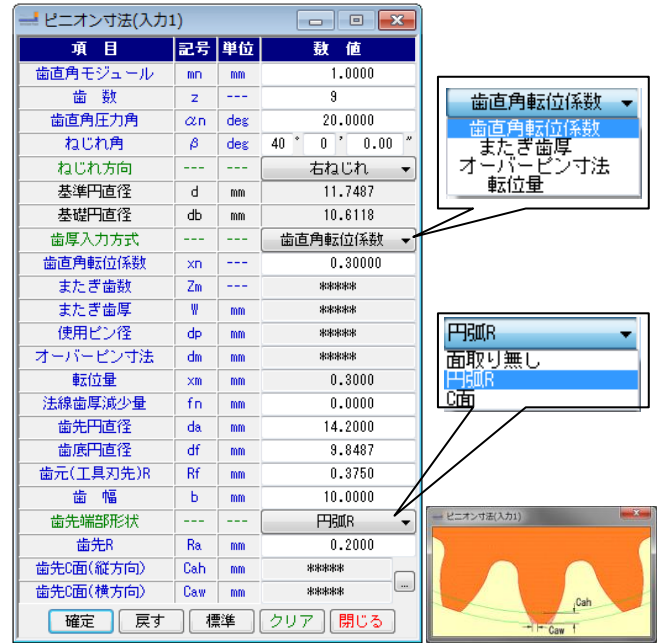 ピニオン寸法(入力1)
項　目 記号 単位 数　値
歯直角モジュール mn mm 1.0000
歯　数 z --- 9
歯直角圧力角 αn deg 20.0000
ねじれ角 β deg 40 ° 0 ' 0.00 "
ねじれ方向 --- --- 右ねじれ
基準円直径 d mm 11.7487
基礎円直径 db mm 10.6118
歯厚入力方式 --- --- 歯直角転位係数
歯直角転位係数 xn --- 0.30000
またぎ歯数 Zm --- *****
またぎ歯厚 W mm *****
使用ピン径 dp mm *****
オーバーピン寸法 dm mm *****
転位量 xm mm 0.3000
法線歯厚減少量 fn mm 0.0000
歯先円直径 da mm 14.2000
歯底円直径 df mm 9.8487
歯元(工具刃先)R Rf mm 0.3750
歯　幅 b mm 10.0000
歯先端部形状 --- --- 円弧R
歯先R Ra mm 0.2000
歯先C面(縦方向) Cah mm *****
歯先C面(横方向) Caw mm ***** ...
確定 戻す 標準 クリア 閉じる
歯直角転位係数
歯直角転位係数
またぎ歯厚
オーバーピン寸法
転位量
円弧R
面取り無し
円弧R
C面
ピニオン寸法(入力1)
Cah
Caw